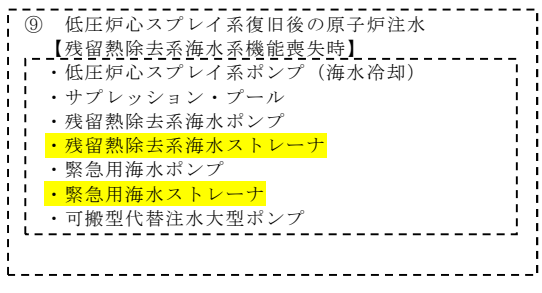 ⑨ 低圧炉心スプレイ系復旧後の原子炉注水
【残留熱除去系海水系機能喪失時】
・低圧炉心スプレイ系ポンプ（海水冷却）
・サプレッション・プール
・残留熱除去系海水ポンプ
・残留熱除去系海水ストレーナ
・緊急用海水ポンプ
・緊急用海水ストレーナ
・可搬型代替注水大型ポンプ